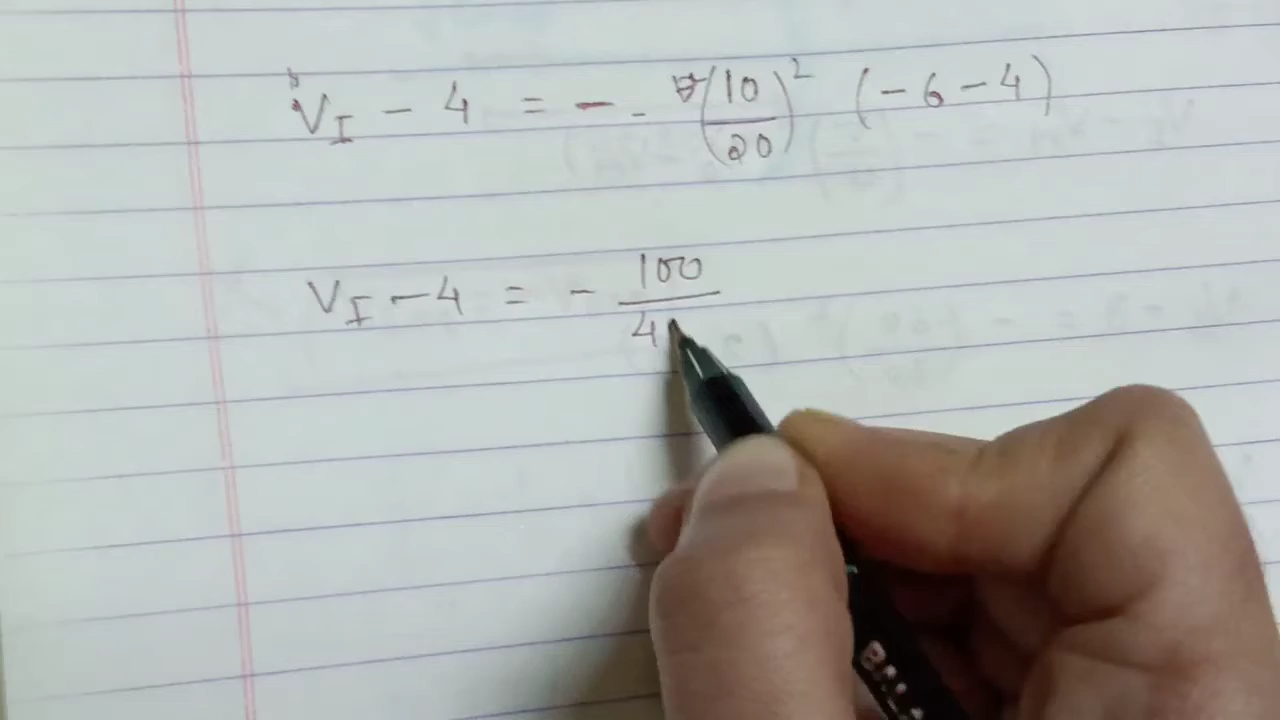 V_I - 4 = - - (10/20)² (-6-4)
V_I - 4 = - 100/4